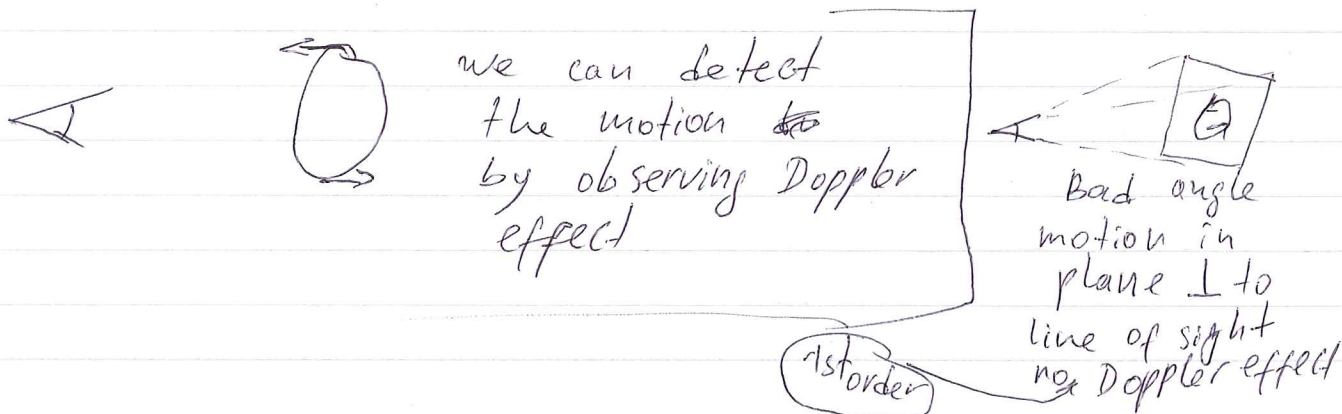 we can detect
the motion
by observing Doppler
effect
Bad angle
motion in
plane ⊥ to
line of sight
no Doppler effect
1st order